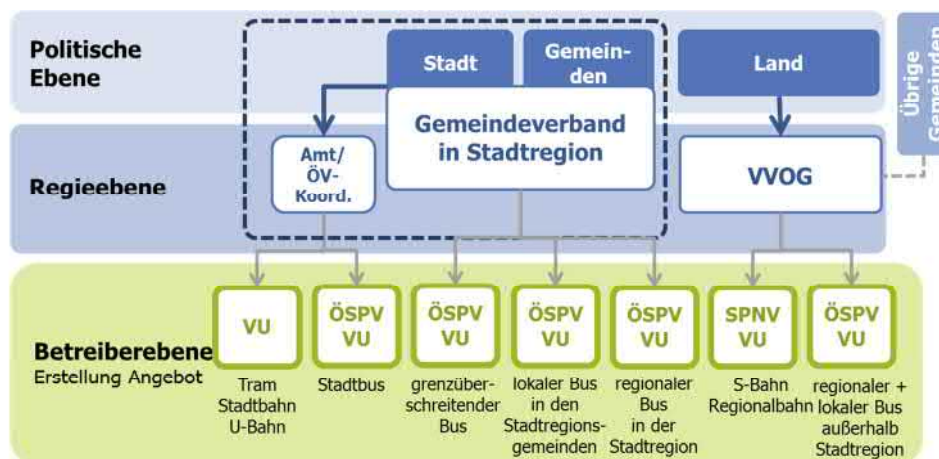 Politische
Ebene
Stadt
Gemein-
den
Land
Übrige
Gemeinden
Regieebene
Amt/
ÖV-
Koord.
Gemeindeverband
in Stadtregion
VVOG
Betreiberebene
Erstellung Angebot
VU
Tram
Stadtbahn
U-Bahn
ÖSPV
VU
Stadtbus
ÖSPV
VU
grenzüber-
schreitender
Bus
ÖSPV
VU
lokaler Bus
in den
Stadtregions-
gemeinden
ÖSPV
VU
regionaler
Bus
in der
Stadtregion
SPNV
VU
S-Bahn
Regionalbahn
ÖSPV
VU
regionaler +
lokaler Bus
außerhalb
Stadtregion